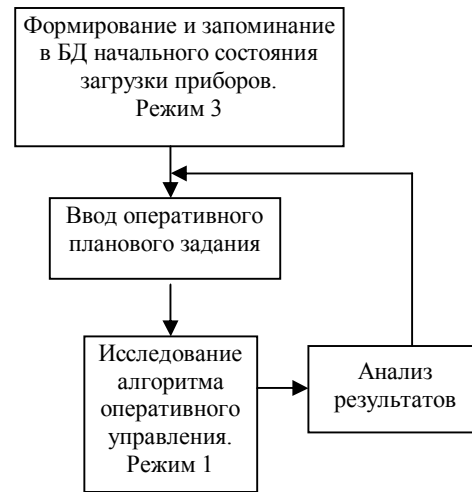 Формирование и запоминание
в БД начального состояния
загрузки приборов.
Режим 3
Ввод оперативного
планового задания
Исследование
алгоритма
оперативного
управления.
Режим 1
Анализ
результатов